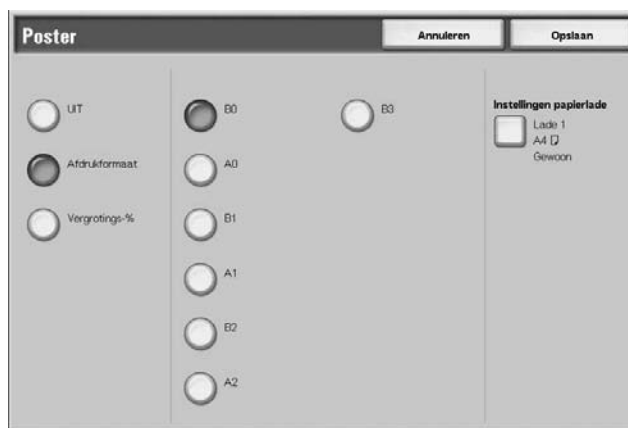 Poster
Annuleren
Opslaan
UIT
Afdrukformaat
Vergrotings-%
B0
A0
B1
A1
B2
A2
B3
Instellingen papierlade
Lade 1
A4
Gewoon